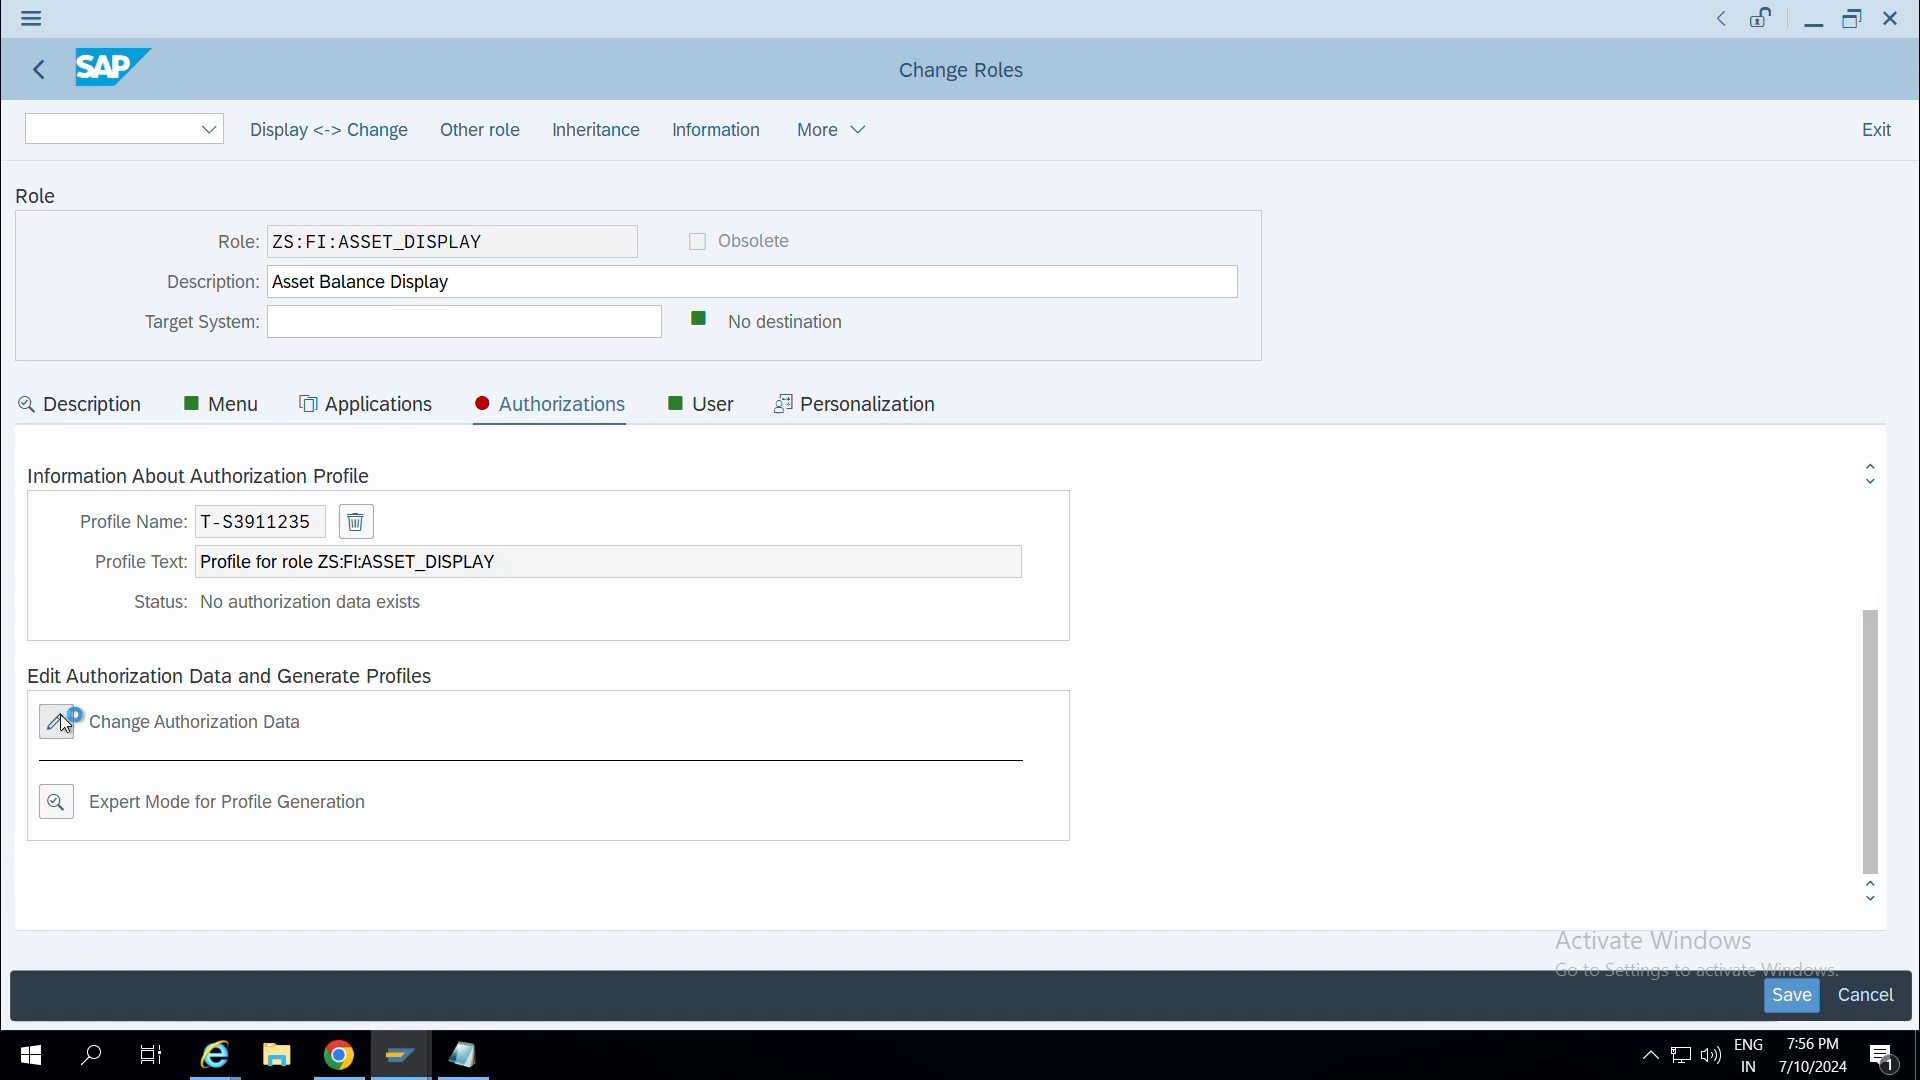 SAP
Change Roles
Display <-> Change
Other role
Inheritance
Information
More
Exit
Role
Role: ZS:FI:ASSET_DISPLAY
Obsolete
Description: Asset Balance Display
Target System:
No destination
Description
Menu
Applications
Authorizations
User
Personalization
Information About Authorization Profile
Profile Name: T-S3911235
Profile Text: Profile for role ZS:FI:ASSET_DISPLAY
Status: No authorization data exists
Edit Authorization Data and Generate Profiles
Change Authorization Data
Expert Mode for Profile Generation
Activate Windows
Go to Settings to activate Windows.
Save
Cancel
ENG
IN
7:56 PM
7/10/2024
1